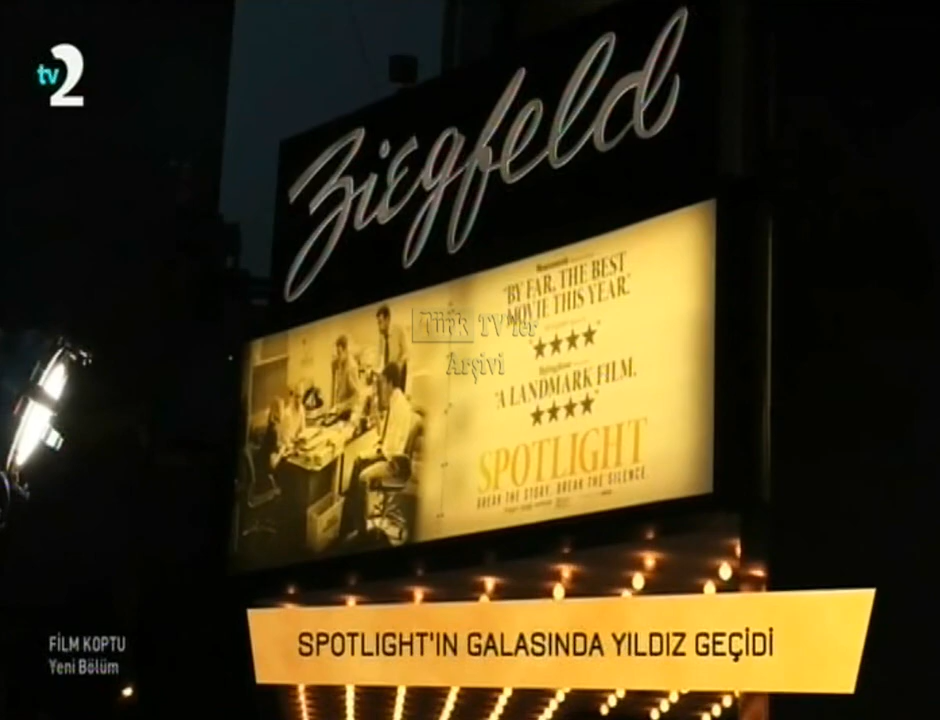 tv2
Ziegfeld
"BY FAR, THE BEST
MOVIE THIS YEAR."
★★★★
"A LANDMARK FILM.
★★★★
SPOTLIGHT
BREAK THE STORY. BREAK THE SILENCE.
Türk TV'ler
Arşivi
SPOTLIGHT'IN GALASINDA YILDIZ GEÇİDİ
FİLM KOPTU
Yeni Bölüm